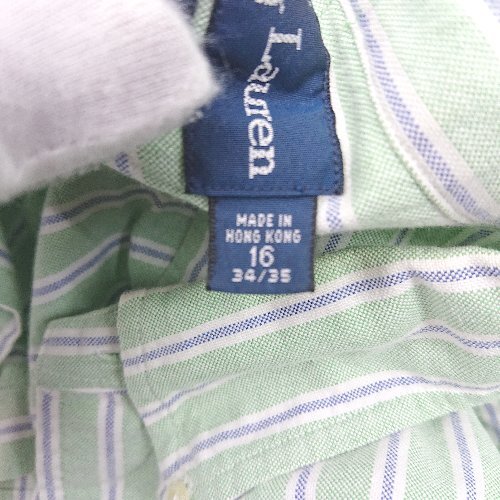 Lauren
MADE IN
HONG KONG
16
34/35